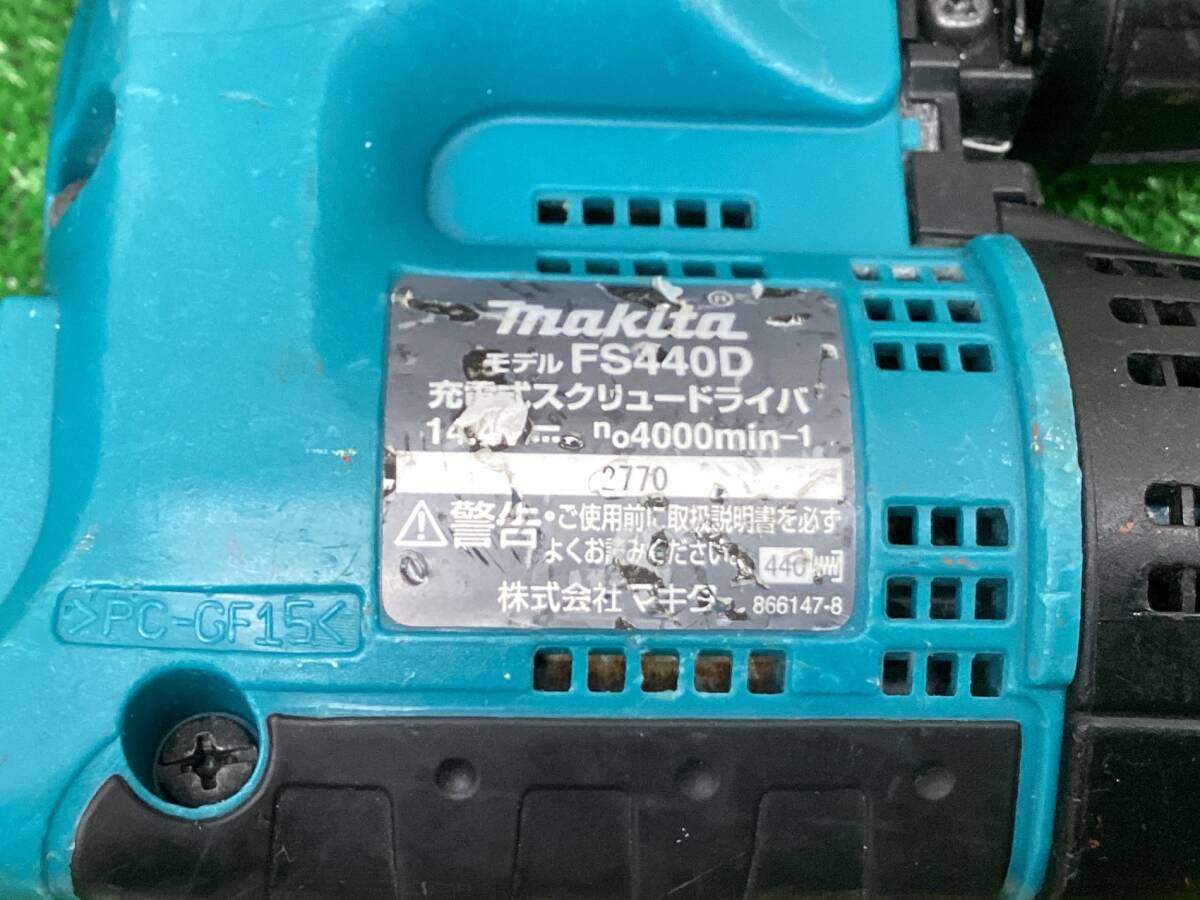 makita®
モデル FS440D
充電式スクリュードライバ
14.4V⎓ n₀4000min-1
2770
⚠警告・ご使用前に取扱説明書を必ず
よくお読みください。
440
株式会社マキタ 866147-8
>PC-GF15<